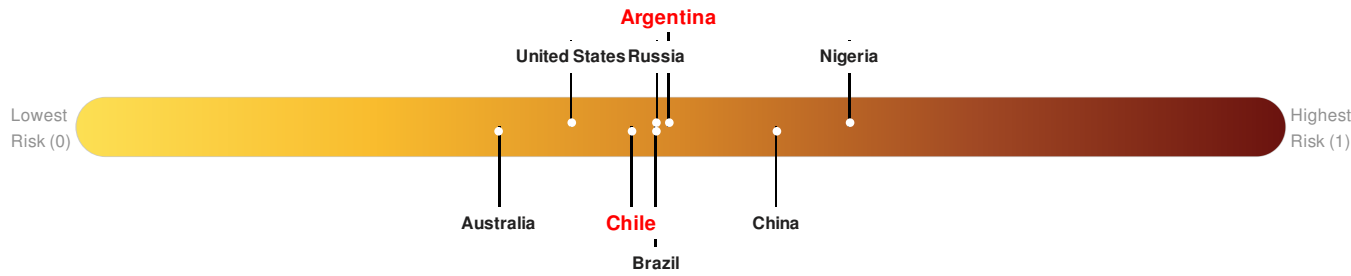 Argentina
United States Russia Nigeria
Lowest
Risk (0)
Highest
Risk (1)
Australia Chile China
Brazil